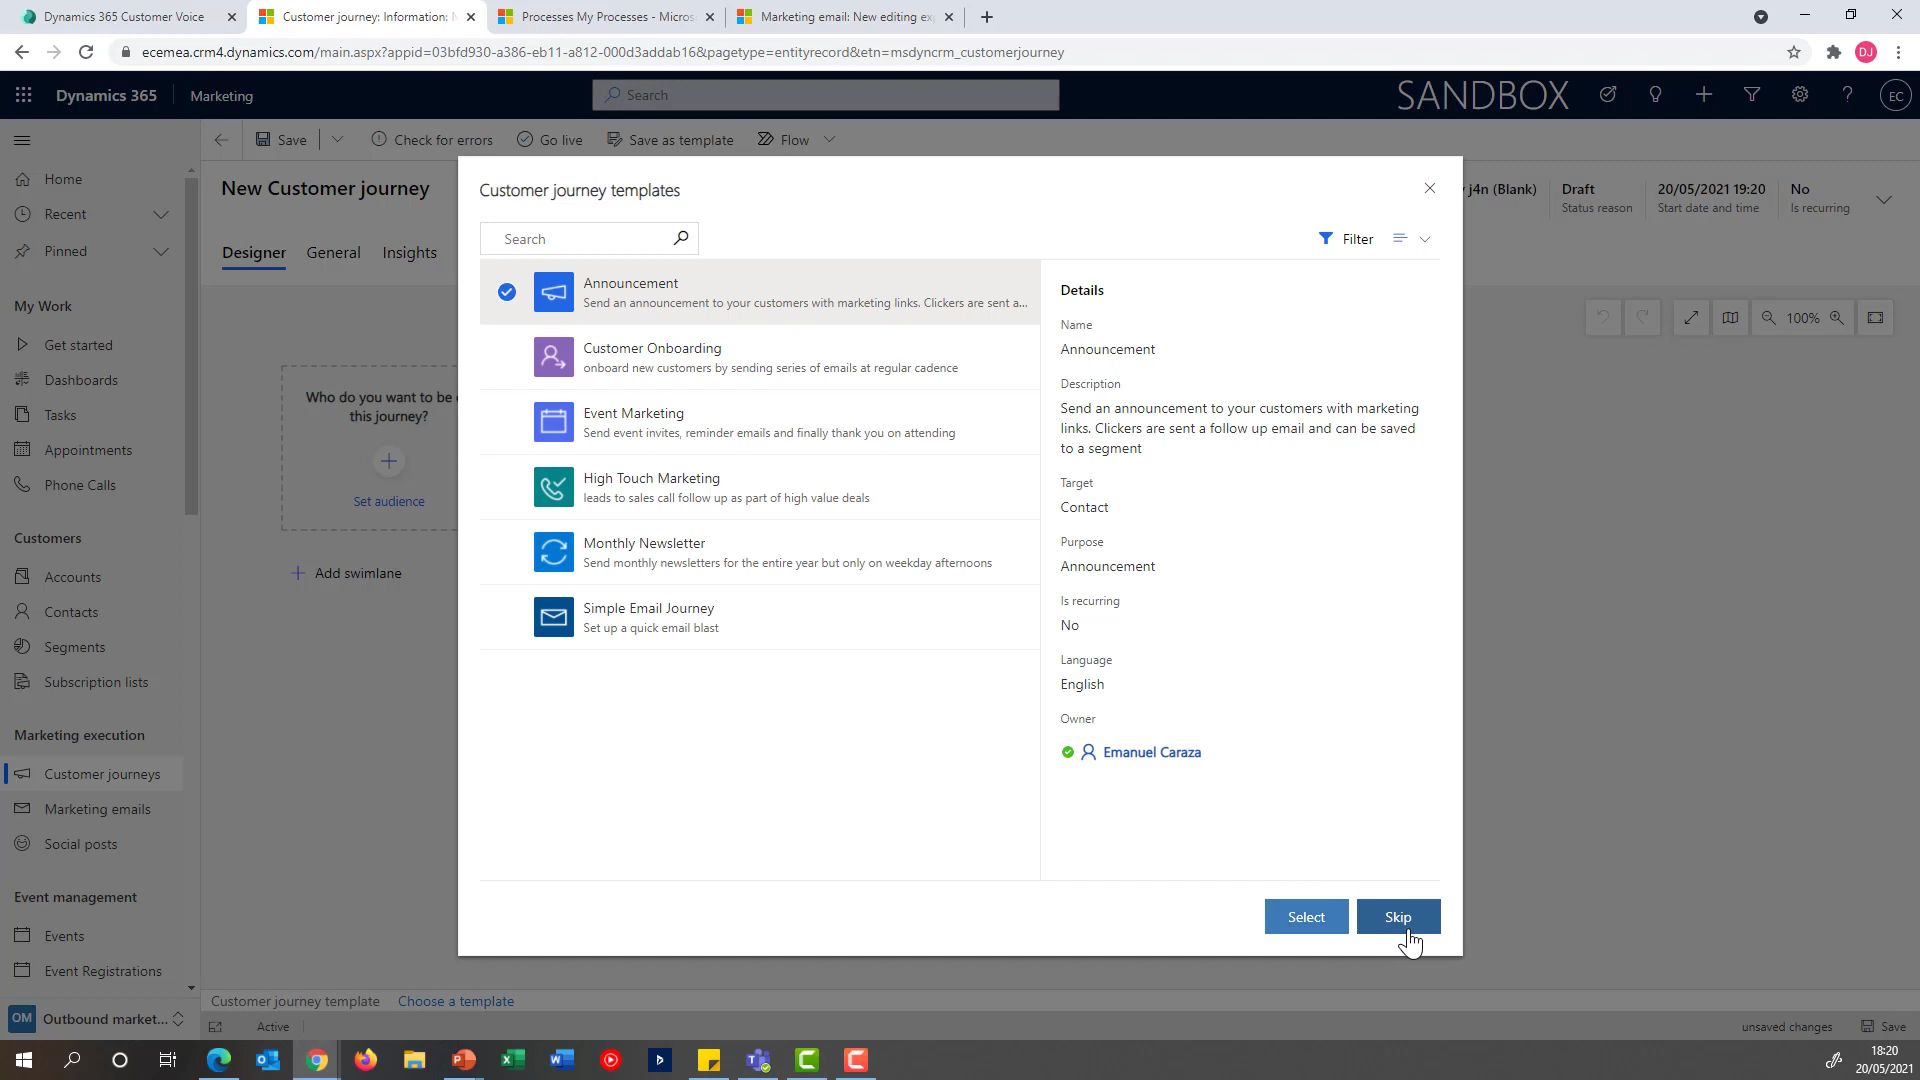 Dynamics 365 Customer Voice
Customer journey: Information: N
Processes My Processes - Micros
Marketing email: New editing exp
ecemea.crm4.dynamics.com/main.aspx?appid=03bfd930-a386-eb11-a812-000d3addab16&pagetype=entityrecord&etn=msdyncrm_customerjourney
DJ
Dynamics 365
Marketing
Search
SANDBOX
EC
Save
Check for errors
Go live
Save as template
Flow
Home
Recent
Pinned
My Work
Get started
Dashboards
Tasks
Appointments
Phone Calls
Customers
Accounts
Contacts
Segments
Subscription lists
Marketing execution
Customer journeys
Marketing emails
Social posts
Event management
Events
Event Registrations
OM
Outbound market...
New Customer journey
y j4n (Blank)
Draft
Status reason
20/05/2021 19:20
Start date and time
No
Is recurring
Designer
General
Insights
100%
Who do you want to be
this journey?
Set audience
Add swimlane
Customer journey templates
Search
Filter
Announcement
Send an announcement to your customers with marketing links. Clickers are sent a...
Customer Onboarding
onboard new customers by sending series of emails at regular cadence
Event Marketing
Send event invites, reminder emails and finally thank you on attending
High Touch Marketing
leads to sales call follow up as part of high value deals
Monthly Newsletter
Send monthly newsletters for the entire year but only on weekday afternoons
Simple Email Journey
Set up a quick email blast
Details
Name
Announcement
Description
Send an announcement to your customers with marketing
links. Clickers are sent a follow up email and can be saved
to a segment
Target
Contact
Purpose
Announcement
Is recurring
No
Language
English
Owner
Emanuel Caraza
Select
Skip
Customer journey template
Choose a template
Active
unsaved changes
Save
18:20
20/05/2021